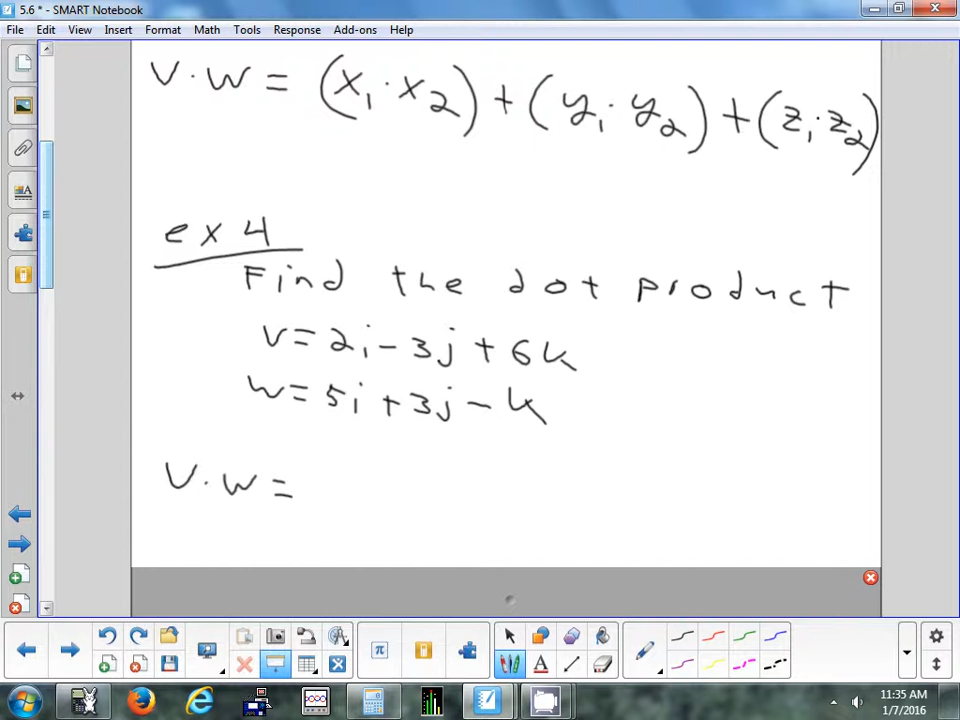 5.6 * - SMART Notebook
File Edit View Insert Format Math Tools Response Add-ons Help
V · W = (x₁ · x₂) + (y₁ · y₂) + (z₁ · z₂)
ex 4
Find the dot product
v = 2i - 3j + 6k
w = 5i + 3j - k
V · W =
11:35 AM
1/7/2016